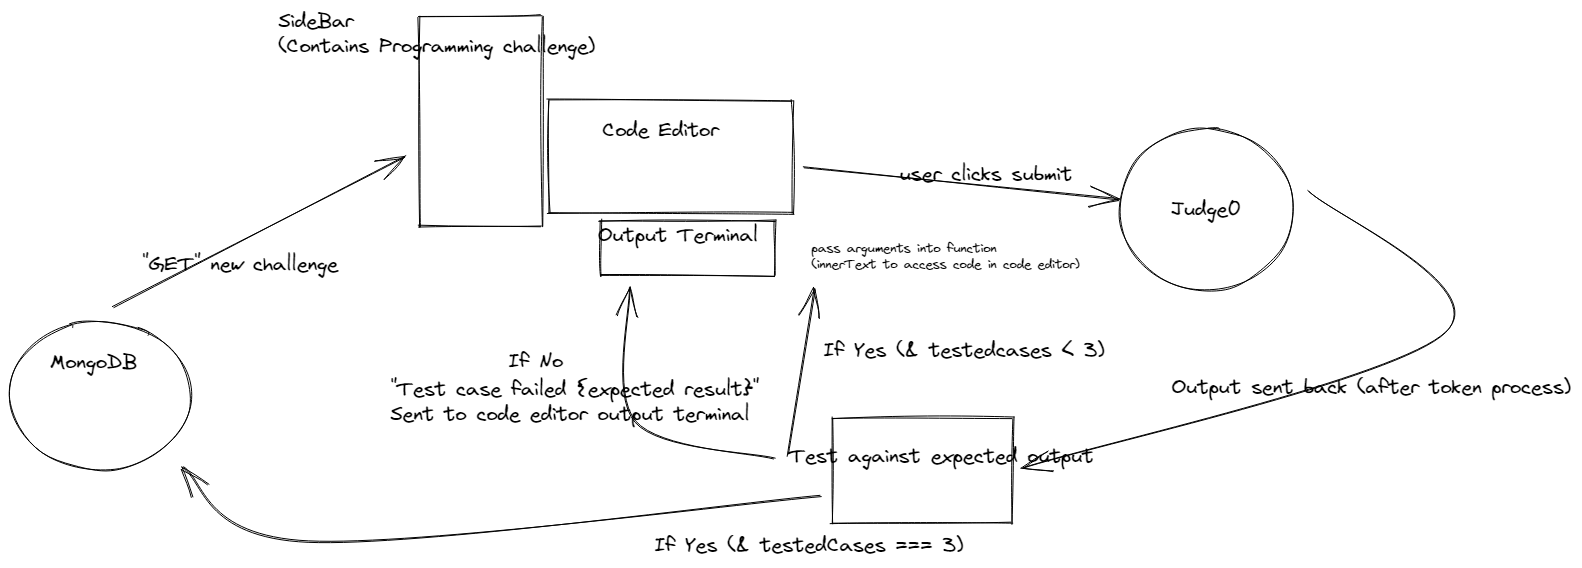 SideBar
(Contains Programming challenge)
Code Editor
user clicks submit
Judge0
Output Terminal
pass arguments into function
(innerText to access code in code editor)
"GET" new challenge
MongoDB
If No
"Test case failed {expected result}"
Sent to code editor output terminal
If Yes (& testedcases < 3)
Output sent back (after token process)
Test against expected output
If Yes (& testedCases === 3)